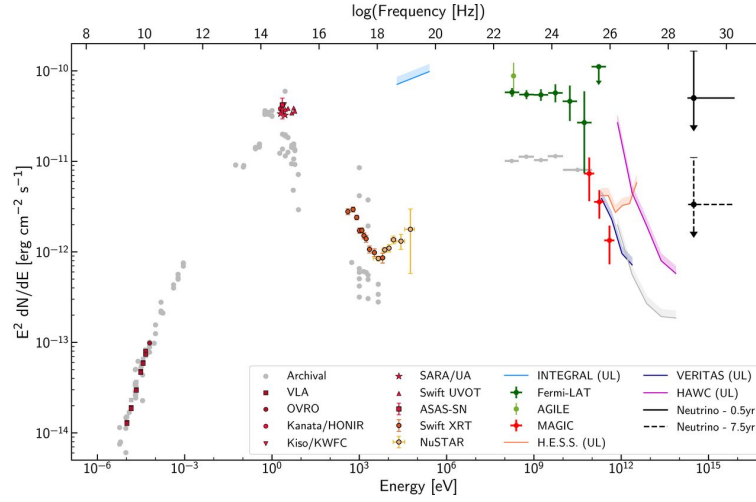 log(Frequency [Hz])
8 10 12 14 16 18 20 22 24 26 28 30
E² dN/dE [erg cm⁻² s⁻¹]
10⁻¹⁰
10⁻¹¹
10⁻¹²
10⁻¹³
10⁻¹⁴
Archival
VLA
OVRO
Kanata/HONIR
Kiso/KWFC
SARA/UA
Swift UVOT
ASAS-SN
Swift XRT
NuSTAR
INTEGRAL (UL)
Fermi-LAT
AGILE
MAGIC
H.E.S.S. (UL)
VERITAS (UL)
HAWC (UL)
Neutrino - 0.5yr
Neutrino - 7.5yr
10⁻⁶ 10⁻³ 10⁰ 10³ 10⁶ 10⁹ 10¹² 10¹⁵
Energy [eV]